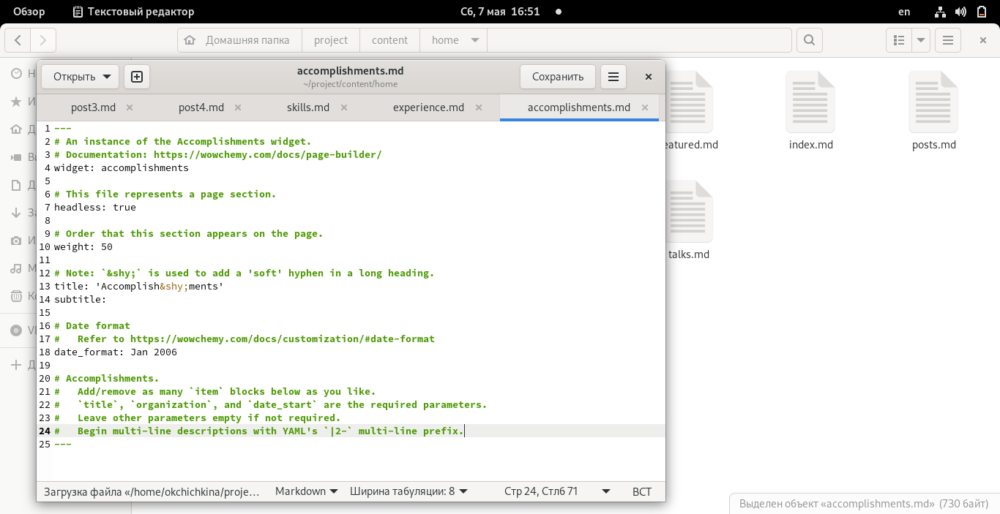 Обзор Текстовый редактор Сб, 7 мая 16:51 en
Домашняя папка project content home
Открыть accomplishments.md Сохранить
~/project/content/home
post3.md post4.md skills.md experience.md accomplishments.md
1 ---
2 # An instance of the Accomplishments widget.
3 # Documentation: https://wowchemy.com/docs/page-builder/
4 widget: accomplishments
5
6 # This file represents a page section.
7 headless: true
8
9 # Order that this section appears on the page.
10 weight: 50
11
12 # Note: `&shy;` is used to add a 'soft' hyphen in a long heading.
13 title: 'Accomplish&shy;ments'
14 subtitle:
15
16 # Date format
17 #   Refer to https://wowchemy.com/docs/customization/#date-format
18 date_format: Jan 2006
19
20 # Accomplishments.
21 #   Add/remove as many `item` blocks below as you like.
22 #   `title`, `organization`, and `date_start` are the required parameters.
23 #   Leave other parameters empty if not required.
24 #   Begin multi-line descriptions with YAML's `|2-` multi-line prefix.
25 ---
Загрузка файла «/home/okchichkina/proje… Markdown Ширина табуляции: 8 Стр 24, Стлб 71 ВСТ
eatured.md index.md posts.md
talks.md
Выделен объект «accomplishments.md» (730 байт)